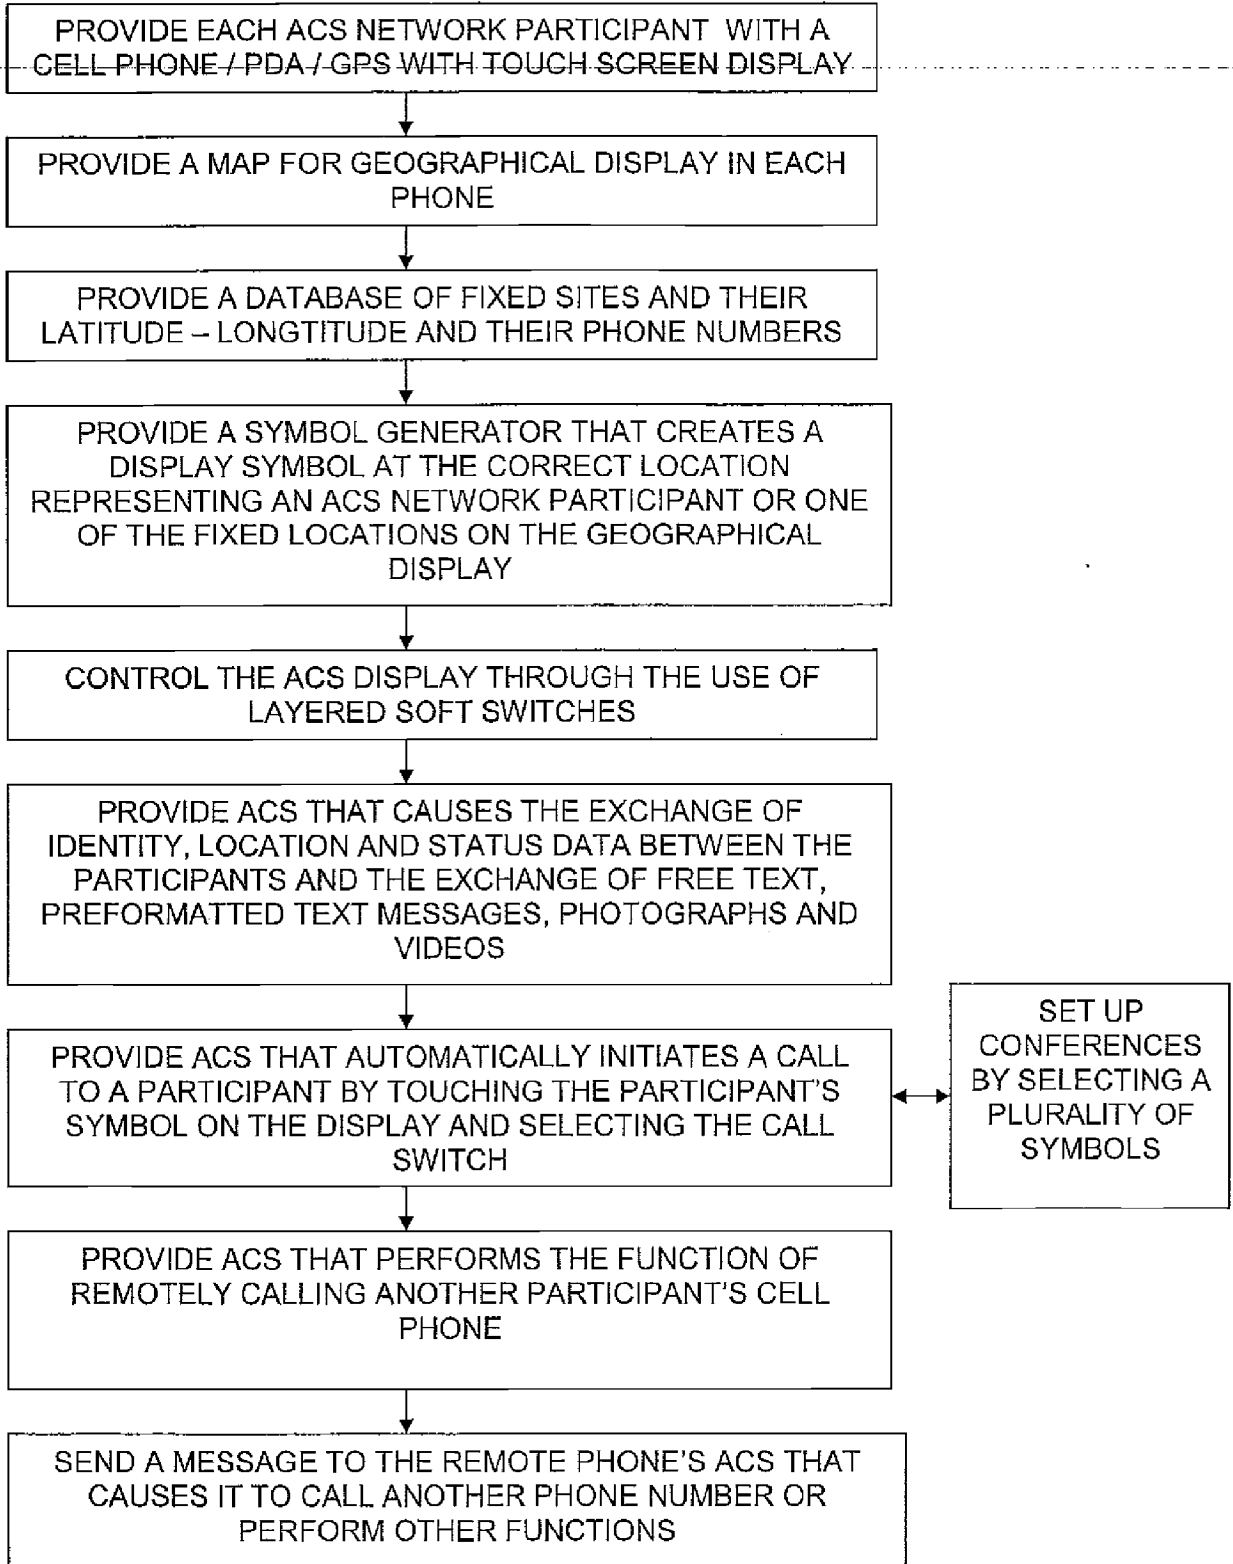 PROVIDE EACH ACS NETWORK PARTICIPANT WITH A
CELL PHONE / PDA / GPS WITH TOUCH SCREEN DISPLAY
PROVIDE A MAP FOR GEOGRAPHICAL DISPLAY IN EACH
PHONE
PROVIDE A DATABASE OF FIXED SITES AND THEIR
LATITUDE – LONGTITUDE AND THEIR PHONE NUMBERS
PROVIDE A SYMBOL GENERATOR THAT CREATES A
DISPLAY SYMBOL AT THE CORRECT LOCATION
REPRESENTING AN ACS NETWORK PARTICIPANT OR ONE
OF THE FIXED LOCATIONS ON THE GEOGRAPHICAL
DISPLAY
CONTROL THE ACS DISPLAY THROUGH THE USE OF
LAYERED SOFT SWITCHES
PROVIDE ACS THAT CAUSES THE EXCHANGE OF
IDENTITY, LOCATION AND STATUS DATA BETWEEN THE
PARTICIPANTS AND THE EXCHANGE OF FREE TEXT,
PREFORMATTED TEXT MESSAGES, PHOTOGRAPHS AND
VIDEOS
PROVIDE ACS THAT AUTOMATICALLY INITIATES A CALL
TO A PARTICIPANT BY TOUCHING THE PARTICIPANT'S
SYMBOL ON THE DISPLAY AND SELECTING THE CALL
SWITCH
SET UP
CONFERENCES
BY SELECTING A
PLURALITY OF
SYMBOLS
PROVIDE ACS THAT PERFORMS THE FUNCTION OF
REMOTELY CALLING ANOTHER PARTICIPANT'S CELL
PHONE
SEND A MESSAGE TO THE REMOTE PHONE'S ACS THAT
CAUSES IT TO CALL ANOTHER PHONE NUMBER OR
PERFORM OTHER FUNCTIONS